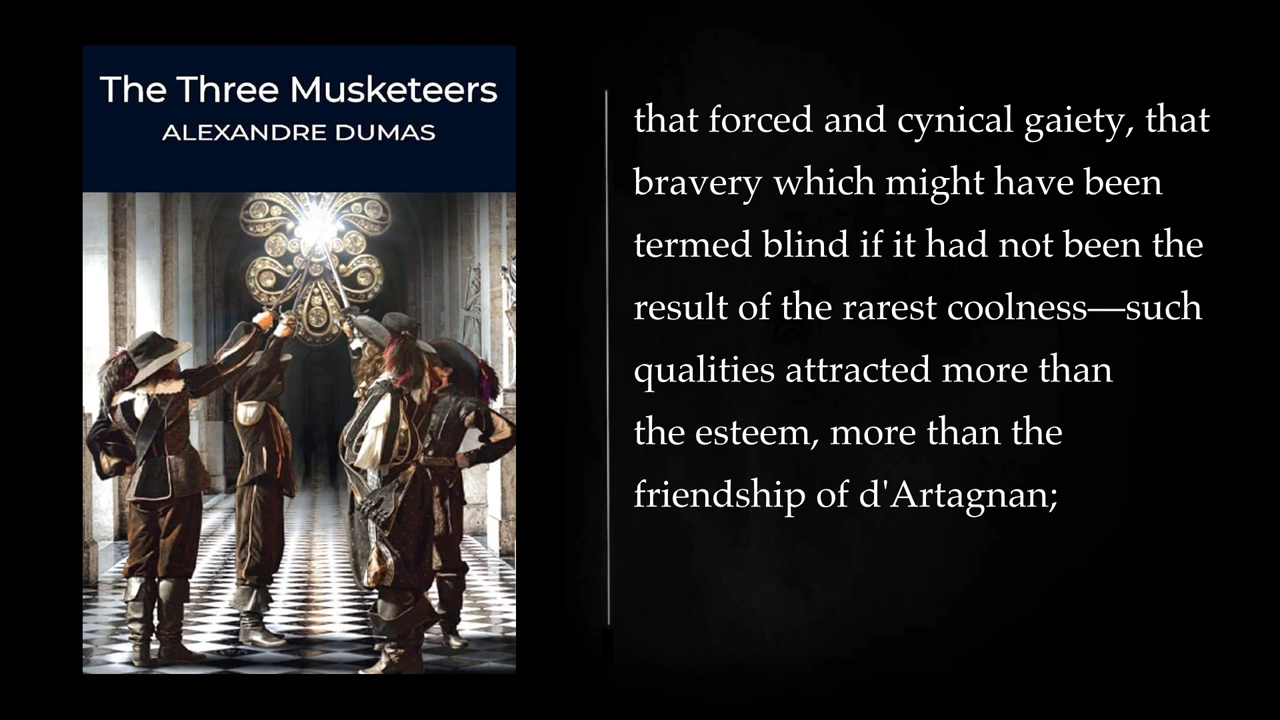 The Three Musketeers
ALEXANDRE DUMAS
that forced and cynical gaiety, that
bravery which might have been
termed blind if it had not been the
result of the rarest coolness—such
qualities attracted more than
the esteem, more than the
friendship of d'Artagnan;